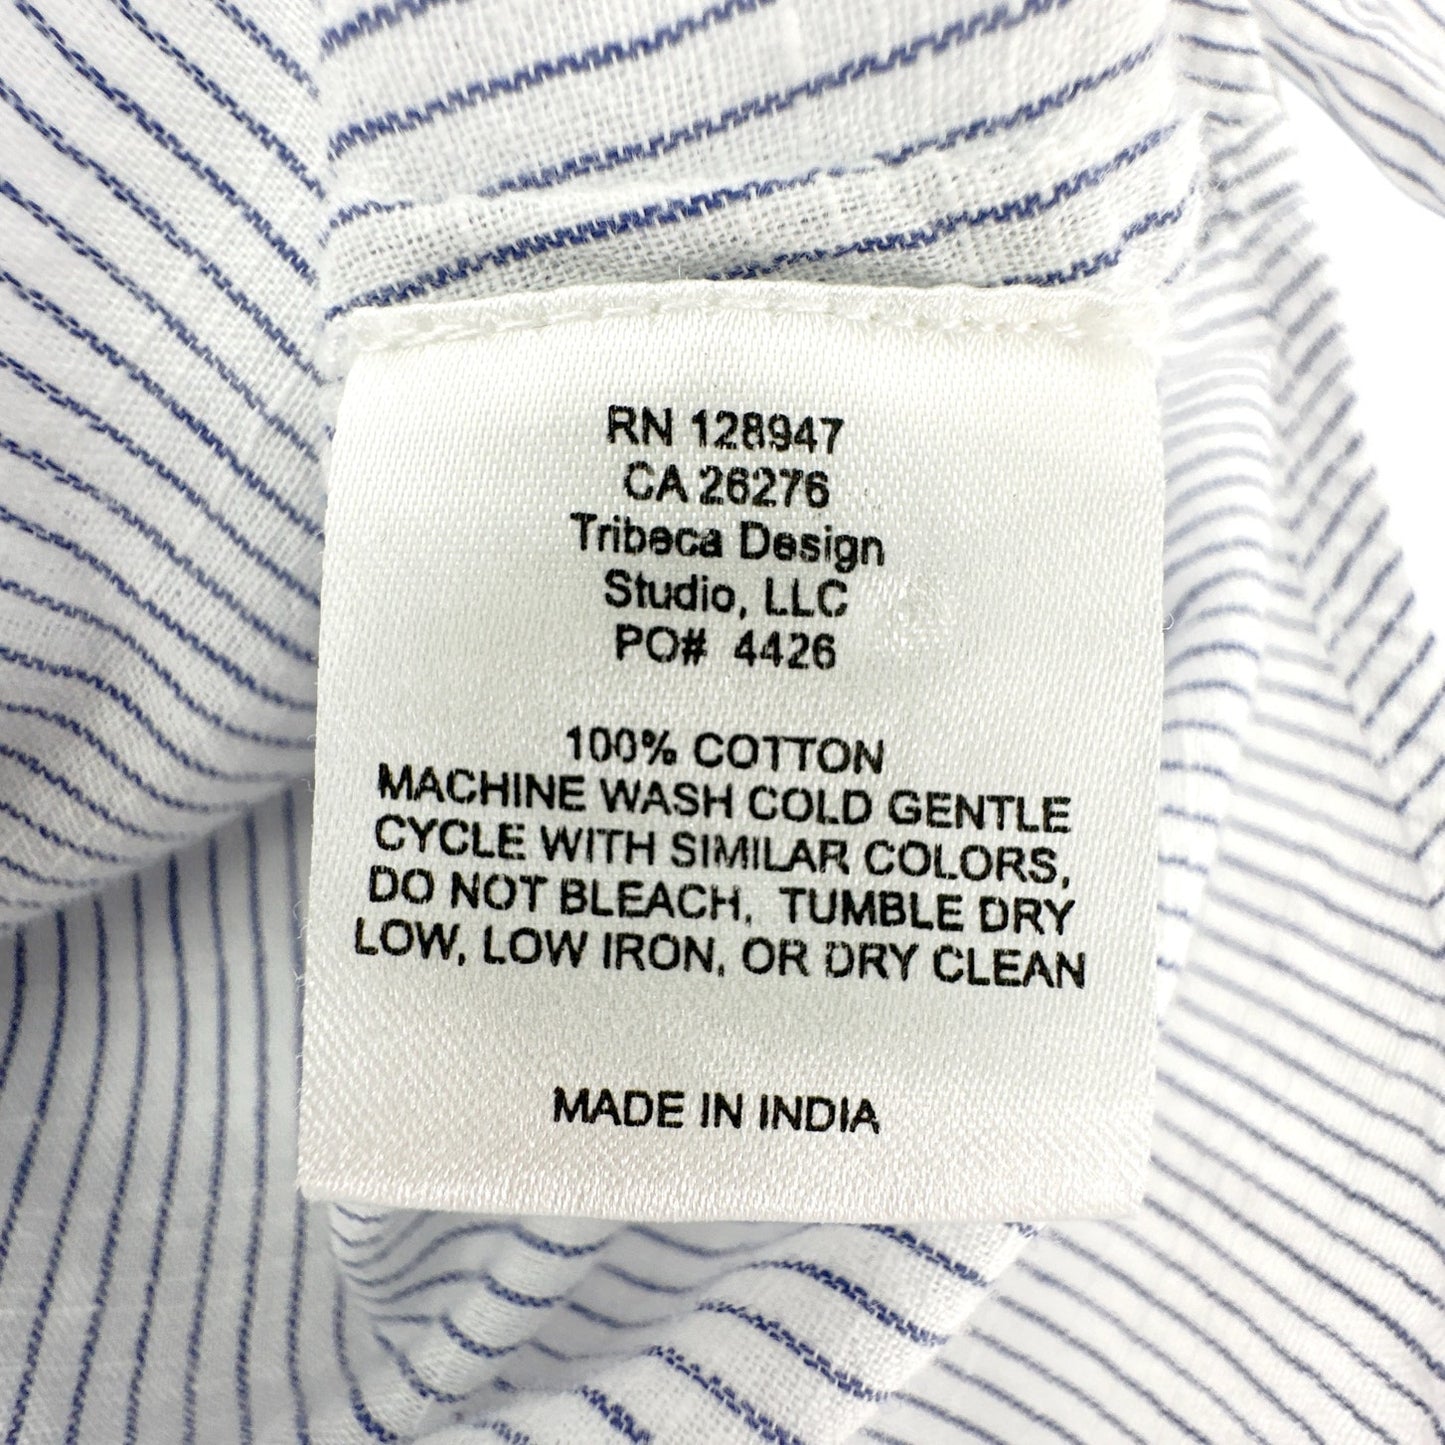 RN 128947
CA 26276
Tribeca Design
Studio, LLC
PO# 4426
100% COTTON
MACHINE WASH COLD GENTLE
CYCLE WITH SIMILAR COLORS,
DO NOT BLEACH, TUMBLE DRY
LOW, LOW IRON, OR DRY CLEAN
MADE IN INDIA